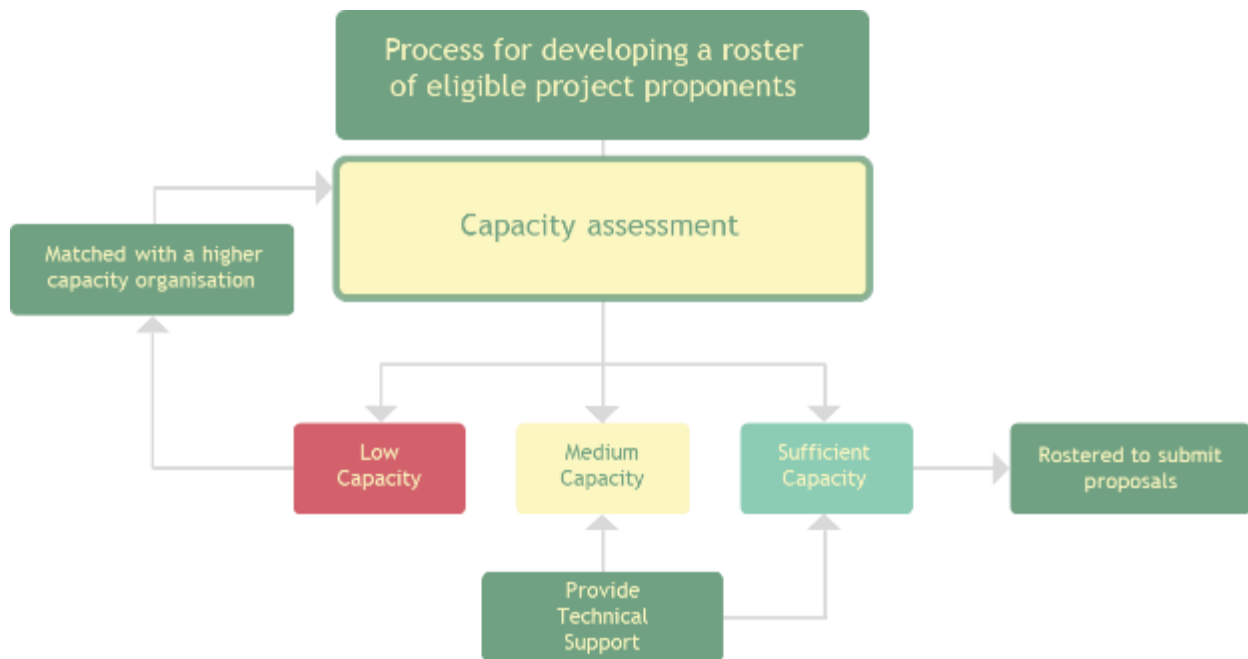 Process for developing a roster
of eligible project proponents
Capacity assessment
Matched with a higher
capacity organisation
Low
Capacity
Medium
Capacity
Sufficient
Capacity
Rostered to submit
proposals
Provide
Technical
Support